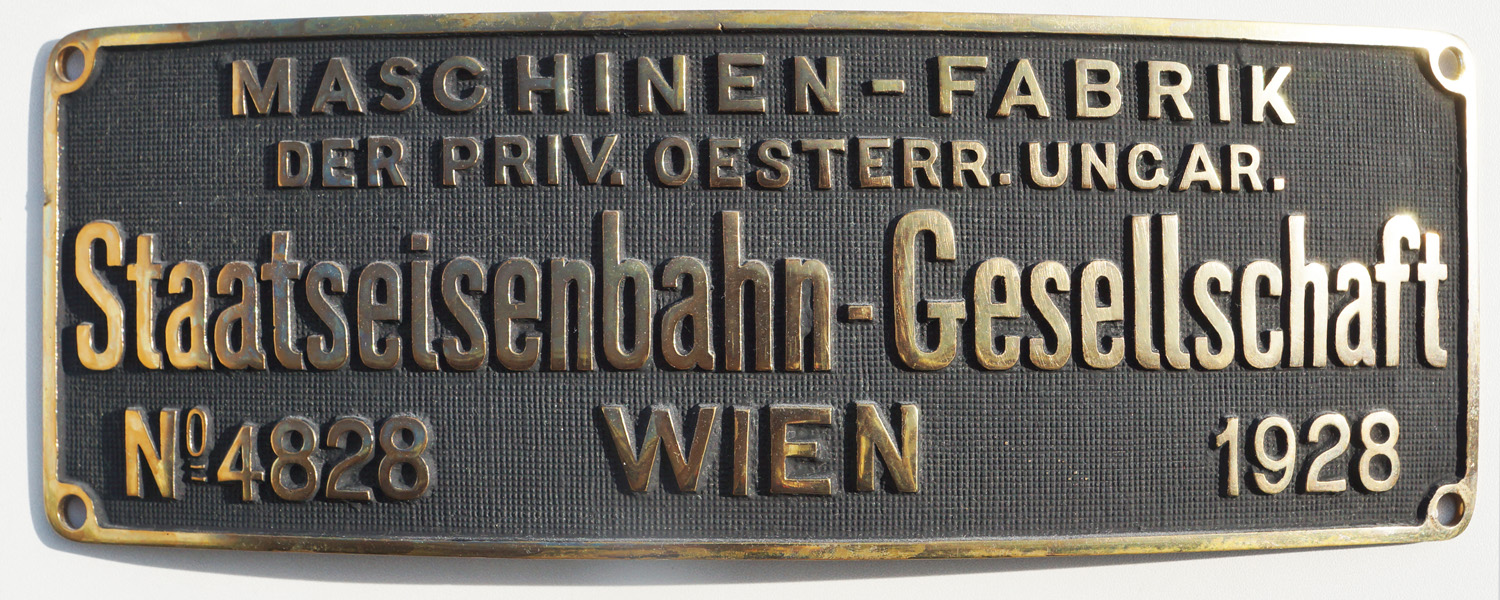 MASCHINEN-FABRIK
DER PRIV. OESTERR. UNGAR.
Staatseisenbahn-Gesellschaft
Nº 4828 WIEN 1928